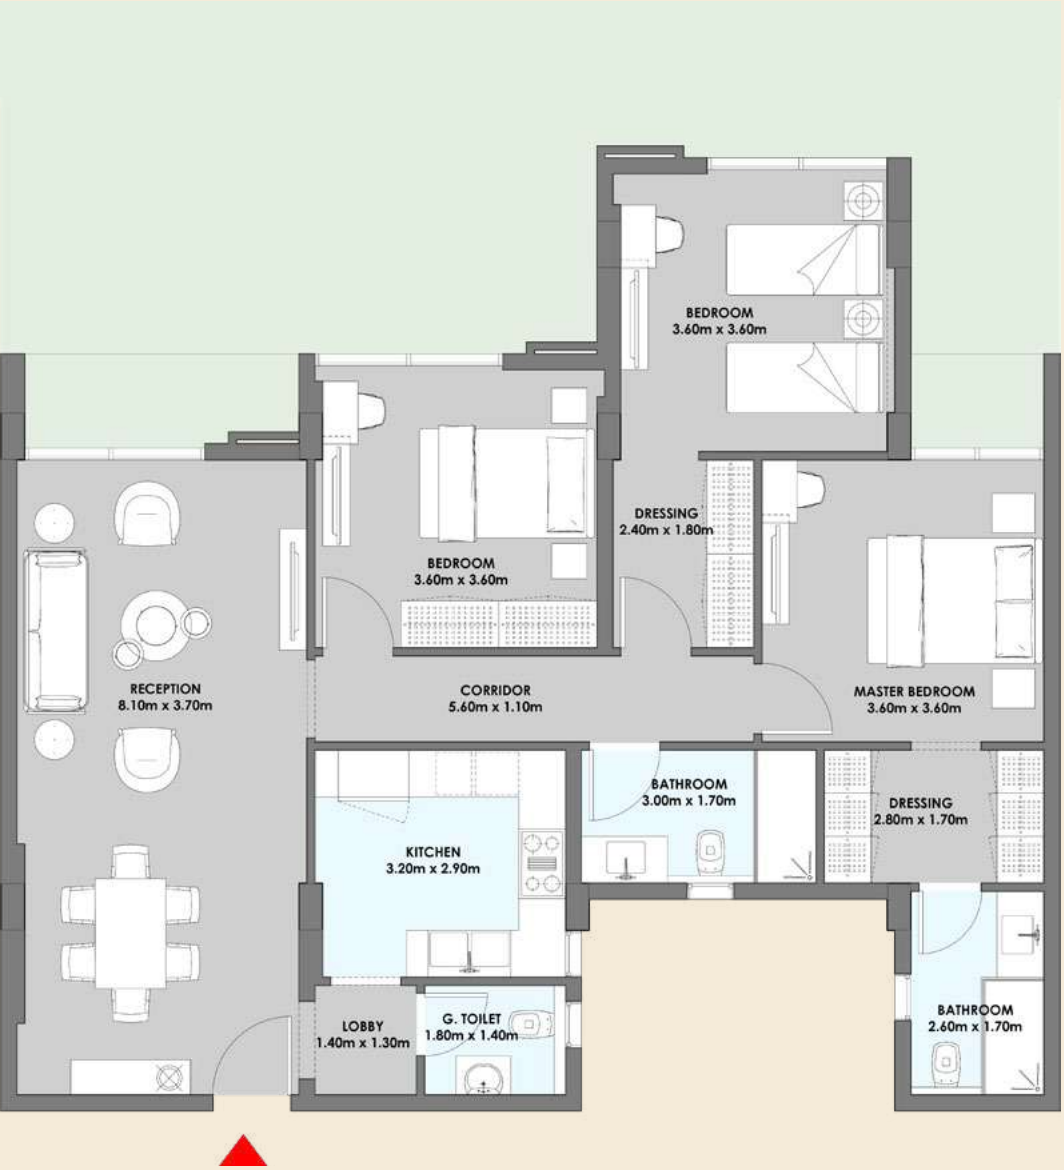 BEDROOM
3.60m x 3.60m
DRESSING
2.40m x 1.80m
BEDROOM
3.60m x 3.60m
RECEPTION
8.10m x 3.70m
CORRIDOR
5.60m x 1.10m
MASTER BEDROOM
3.60m x 3.60m
BATHROOM
3.00m x 1.70m
DRESSING
2.80m x 1.70m
KITCHEN
3.20m x 2.90m
LOBBY
1.40m x 1.30m
G. TOILET
1.80m x 1.40m
BATHROOM
2.60m x 1.70m